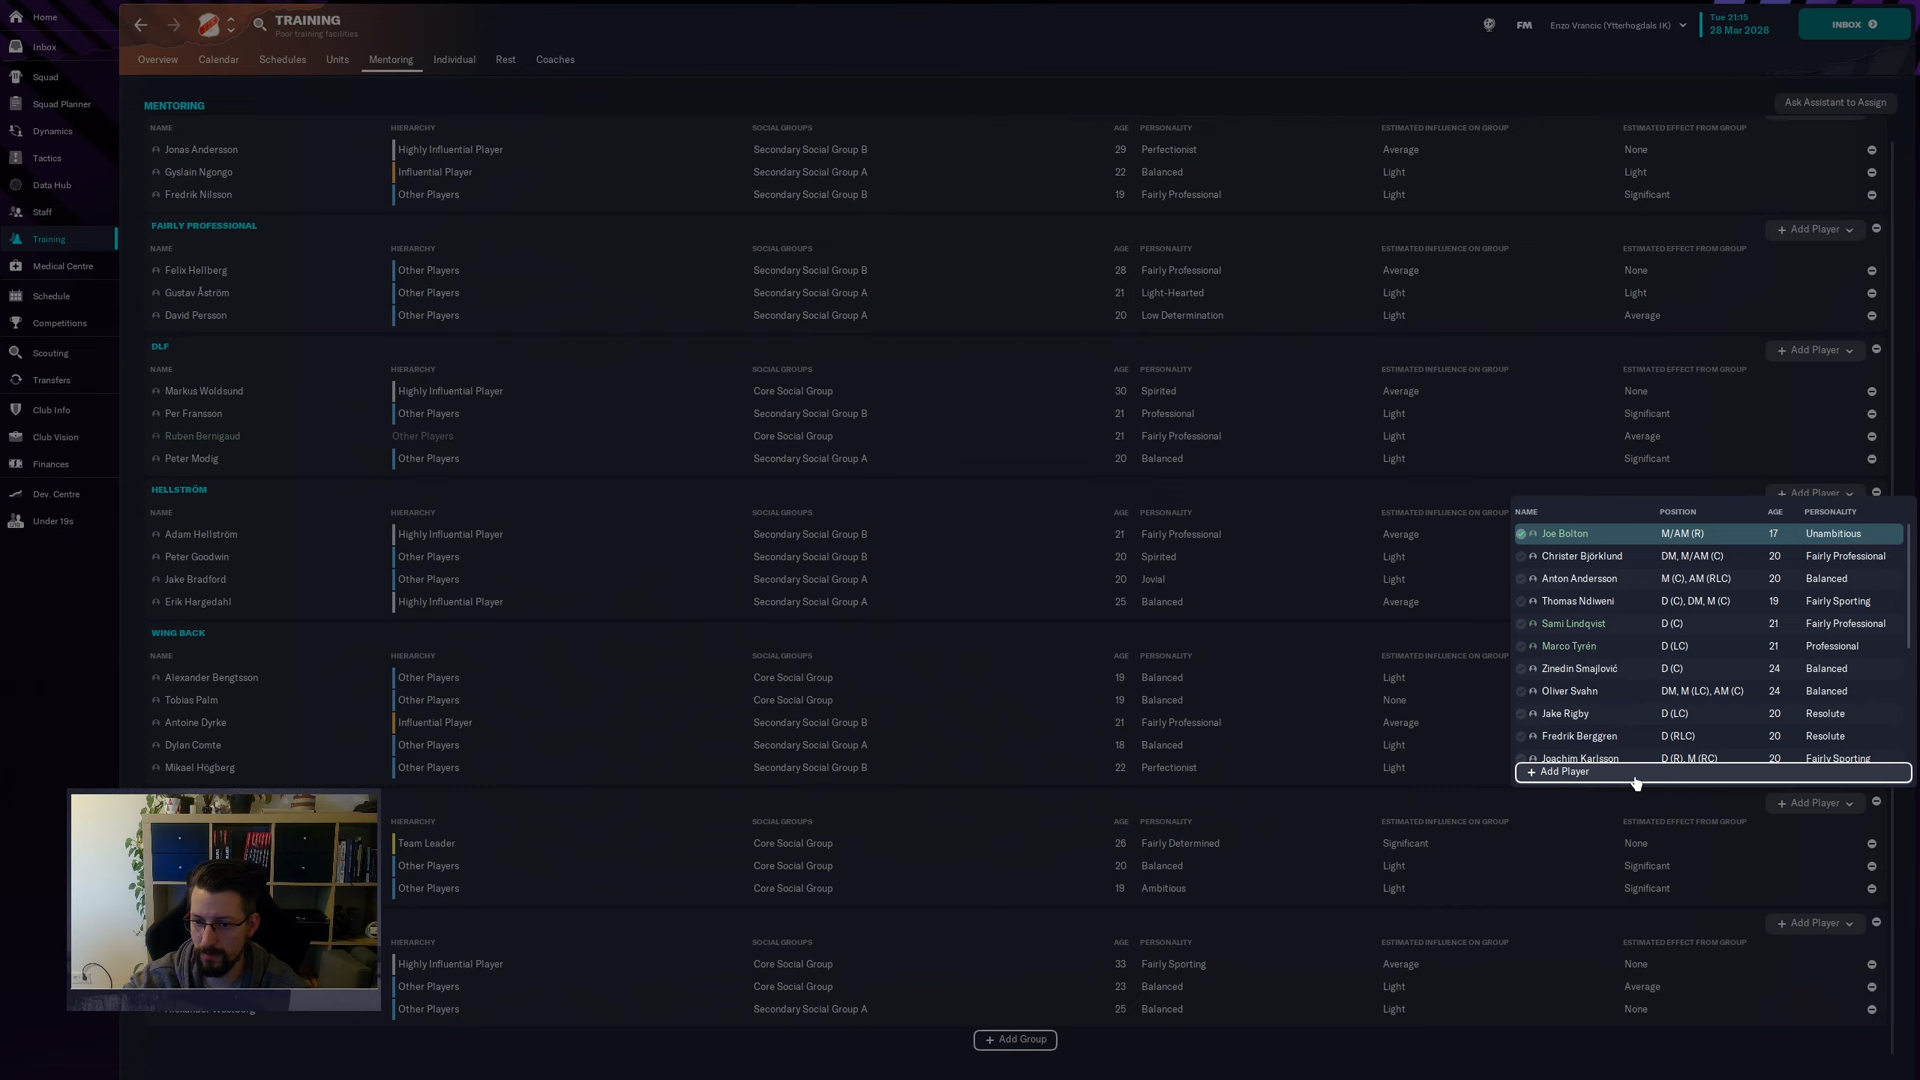 Home
Inbox
Squad
Squad Planner
Dynamics
Tactics
Data Hub
Staff
Training
Medical Centre
Schedule
Competitions
Scouting
Transfers
Club Info
Club Vision
Finances
Dev. Centre
Under 19s
TRAINING
Poor training facilities
FM
Enzo Vrancic (Ytterhogdals IK)
Tue 21:15
28 Mar 2028
INBOX
Overview Calendar Schedules Units Mentoring Individual Rest Coaches
MENTORING
Ask Assistant to Assign
NAME HIERARCHY SOCIAL GROUPS AGE PERSONALITY ESTIMATED INFLUENCE ON GROUP ESTIMATED EFFECT FROM GROUP
Jonas Andersson Highly Influential Player Secondary Social Group B 29 Perfectionist Average None
Gyslain Ngongo Influential Player Secondary Social Group A 22 Balanced Light Light
Fredrik Nilsson Other Players Secondary Social Group B 19 Fairly Professional Light Significant
FAIRLY PROFESSIONAL + Add Player
NAME HIERARCHY SOCIAL GROUPS AGE PERSONALITY ESTIMATED INFLUENCE ON GROUP ESTIMATED EFFECT FROM GROUP
Felix Hellberg Other Players Secondary Social Group B 28 Fairly Professional Average None
Gustav Åström Other Players Secondary Social Group A 21 Light-Hearted Light Light
David Persson Other Players Secondary Social Group A 20 Low Determination Light Average
DLF + Add Player
NAME HIERARCHY SOCIAL GROUPS AGE PERSONALITY ESTIMATED INFLUENCE ON GROUP ESTIMATED EFFECT FROM GROUP
Markus Woldsund Highly Influential Player Core Social Group 30 Spirited Average None
Per Fransson Other Players Secondary Social Group B 21 Professional Light Significant
Ruben Bernigaud Other Players Core Social Group 21 Fairly Professional Light Average
Peter Modig Other Players Secondary Social Group A 20 Balanced Light Significant
HELLSTRÖM + Add Player
NAME HIERARCHY SOCIAL GROUPS AGE PERSONALITY ESTIMATED INFLUENCE ON GROUP
Adam Hellström Highly Influential Player Secondary Social Group B 21 Fairly Professional Average
Peter Goodwin Other Players Secondary Social Group B 20 Spirited Light
Jake Bradford Other Players Secondary Social Group A 20 Jovial Light
Erik Hargedahl Highly Influential Player Secondary Social Group A 25 Balanced Average
WING BACK
NAME HIERARCHY SOCIAL GROUPS AGE PERSONALITY ESTIMATED INFLUENCE ON GROUP
Alexander Bengtsson Other Players Core Social Group 19 Balanced Light
Tobias Palm Other Players Core Social Group 19 Balanced None
Antoine Dyrke Influential Player Secondary Social Group B 21 Fairly Professional Average
Dylan Comte Other Players Secondary Social Group A 18 Balanced Light
Mikael Högberg Other Players Secondary Social Group B 22 Perfectionist Light
NAME POSITION AGE PERSONALITY
Joe Bolton M/AM (R) 17 Unambitious
Christer Björklund DM, M/AM (C) 20 Fairly Professional
Anton Andersson M (C), AM (RLC) 20 Balanced
Thomas Ndiweni D (C), DM, M (C) 19 Fairly Sporting
Sami Lindqvist D (C) 21 Fairly Professional
Marco Tyrén D (LC) 21 Professional
Zinedin Smajlović D (C) 24 Balanced
Oliver Svahn DM, M (LC), AM (C) 24 Balanced
Jake Rigby D (LC) 20 Resolute
Fredrik Berggren D (RLC) 20 Resolute
Joachim Karlsson D (R), M (RC) 20 Fairly Sporting
+ Add Player
+ Add Player
HIERARCHY SOCIAL GROUPS AGE PERSONALITY ESTIMATED INFLUENCE ON GROUP ESTIMATED EFFECT FROM GROUP
Team Leader Core Social Group 26 Fairly Determined Significant None
Other Players Core Social Group 20 Balanced Light Significant
Other Players Core Social Group 19 Ambitious Light Significant
+ Add Player
HIERARCHY SOCIAL GROUPS AGE PERSONALITY ESTIMATED INFLUENCE ON GROUP ESTIMATED EFFECT FROM GROUP
Highly Influential Player Core Social Group 33 Fairly Sporting Average None
Other Players Core Social Group 23 Balanced Light Average
Other Players Secondary Social Group A 25 Balanced Light None
+ Add Group